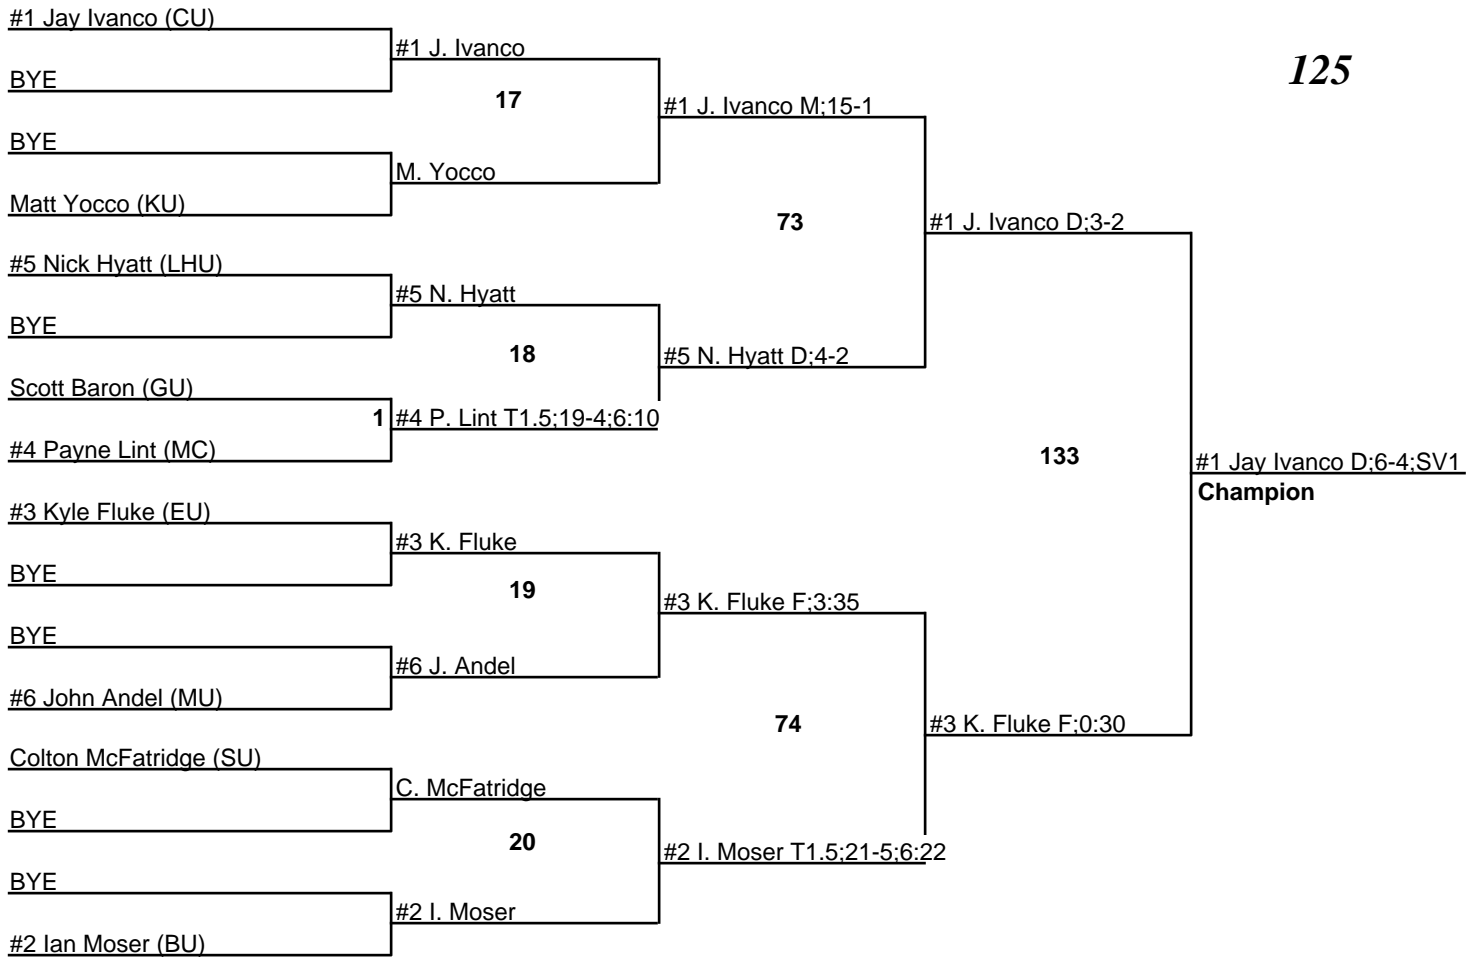 #1 Jay Ivanco (CU)
BYE
BYE
Matt Yocco (KU)
#5 Nick Hyatt (LHU)
BYE
Scott Baron (GU)
#4 Payne Lint (MC)
#3 Kyle Fluke (EU)
BYE
BYE
#6 John Andel (MU)
Colton McFatridge (SU)
BYE
BYE
#2 Ian Moser (BU)
#1 J. Ivanco
17
M. Yocco
#5 N. Hyatt
18
1 #4 P. Lint T1.5;19-4;6:10
#3 K. Fluke
19
#6 J. Andel
C. McFatridge
20
#2 I. Moser
#1 J. Ivanco M;15-1
73
#5 N. Hyatt D;4-2
#3 K. Fluke F;3:35
74
#2 I. Moser T1.5;21-5;6:22
#1 J. Ivanco D;3-2
133
#3 K. Fluke F;0:30
125
#1 Jay Ivanco D;6-4;SV1
Champion